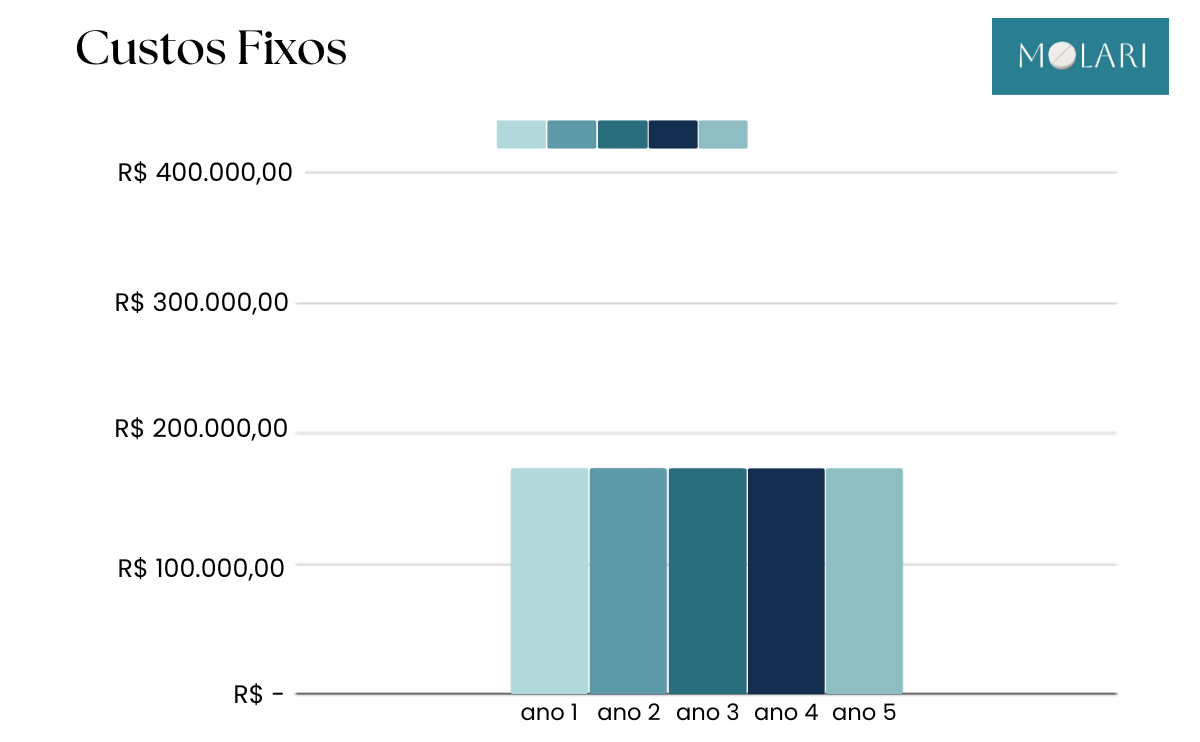 Custos Fixos
MOLARI
R$ 400.000,00
R$ 300.000,00
R$ 200.000,00
R$ 100.000,00
R$ -
ano 1 ano 2 ano 3 ano 4 ano 5